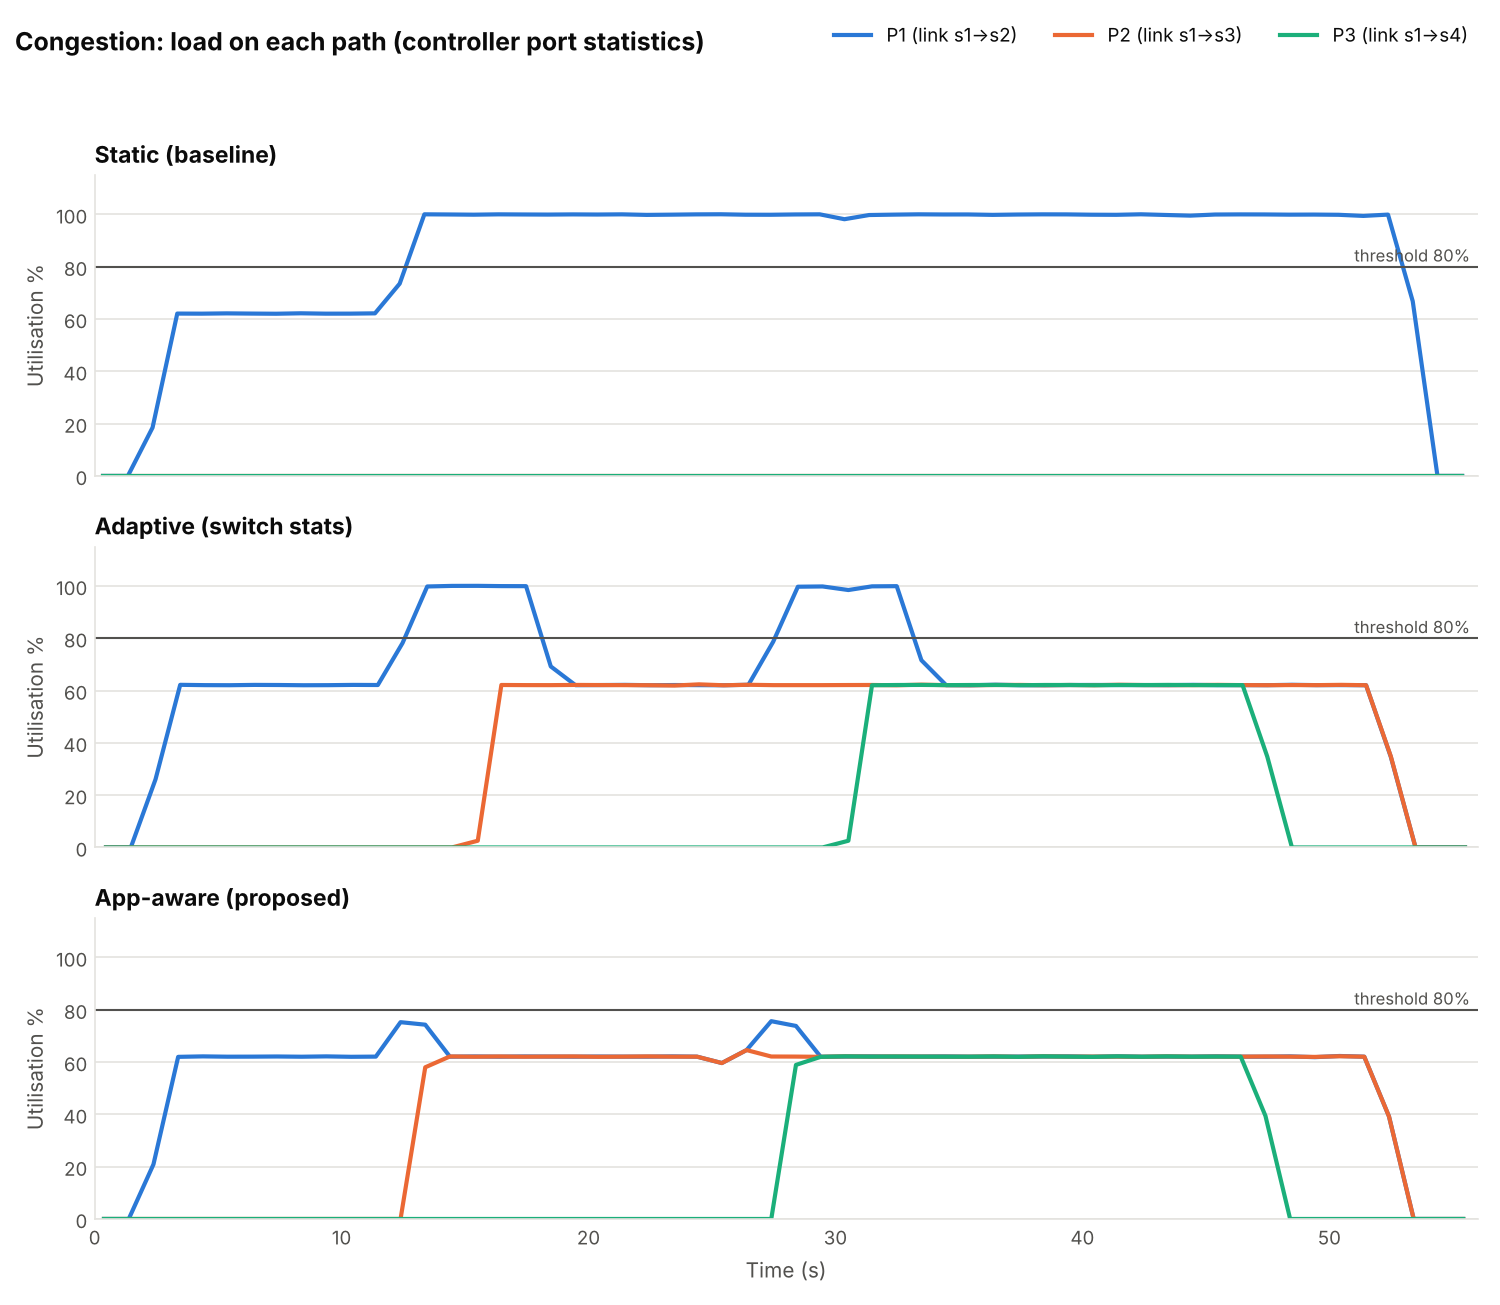 Congestion: load on each path (controller port statistics)
P1 (link s1→s2) P2 (link s1→s3) P3 (link s1→s4)
Static (baseline)
100
80
60
40
20
0
Utilisation %
threshold 80%
Adaptive (switch stats)
100
80
60
40
20
0
Utilisation %
threshold 80%
App-aware (proposed)
100
80
60
40
20
0
Utilisation %
threshold 80%
0 10 20 30 40 50
Time (s)